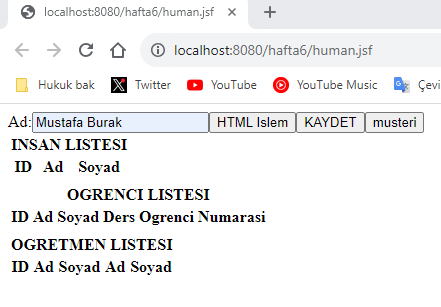 localhost:8080/hafta6/human.jsf
localhost:8080/hafta6/human.jsf
Hukuk bak Twitter YouTube YouTube Music Çevi
Ad: Mustafa Burak HTML Islem KAYDET musteri
INSAN LISTESI
ID Ad Soyad
OGRENCI LISTESI
ID Ad Soyad Ders Ogrenci Numarasi
OGRETMEN LISTESI
ID Ad Soyad Ad Soyad